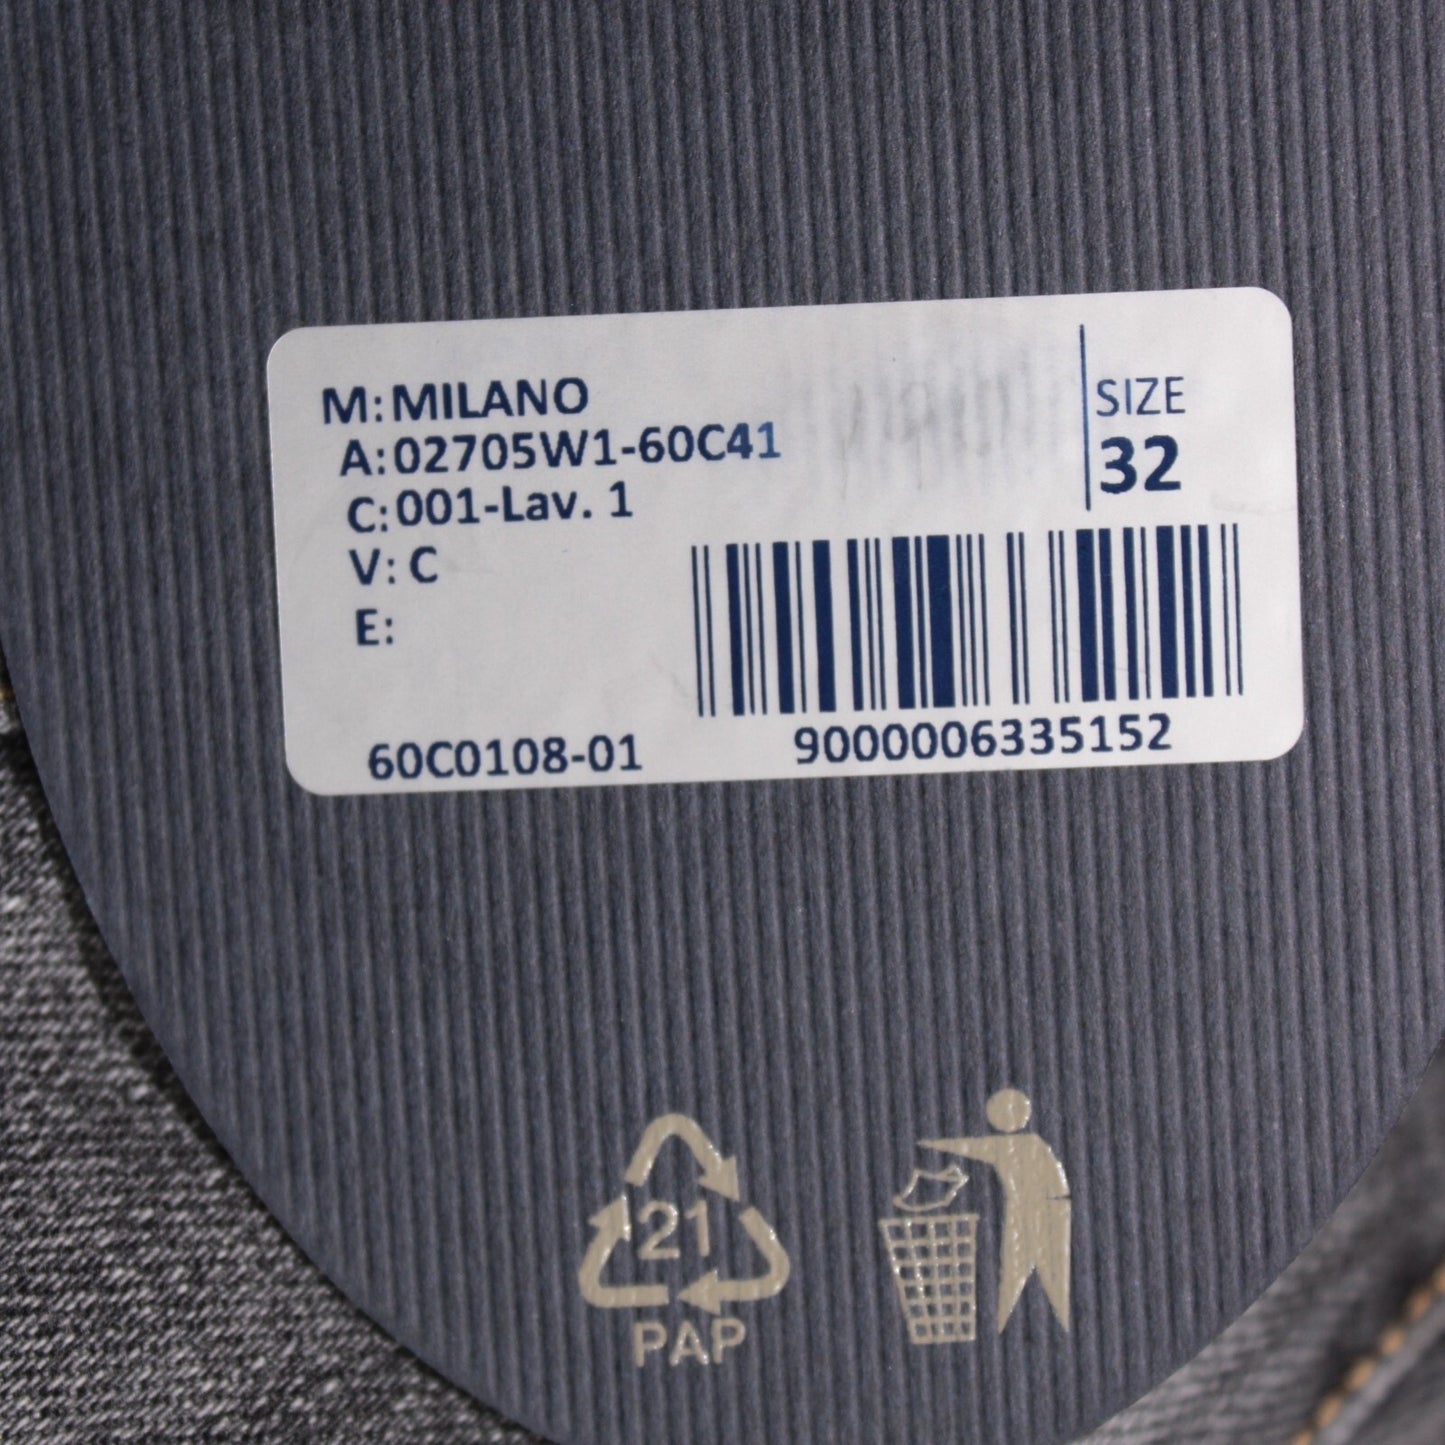 M: MILANO
A: 02705W1-60C41
C: 001-Lav. 1
V: C
E:
SIZE
32
60C0108-01
9000006335152
21
PAP